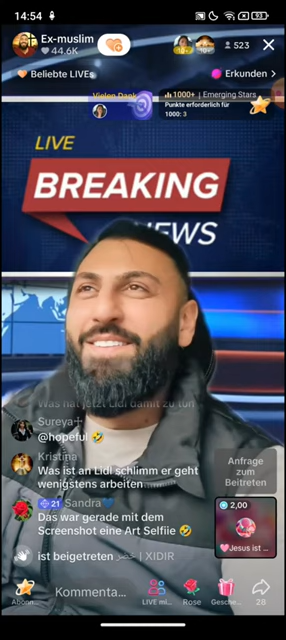 14:54
93
Ex-muslim
44.6K
523
Beliebte LIVEs
Erkunden >
Vielen Dank
1000+ | Emerging Stars
Punkte erforderlich für
1000: 3
LIVE
BREAKING
NEWS
Was hat jetzt Lidl damit zu tun
Sureya
@hopeful 🤣
Kristina
Was ist an Lidl schlimm er geht
wenigstens arbeiten
21 Sandra💙
Das war gerade mit dem
Screenshot eine Art Selfiie 🤣
ist beigetreten خضر | XIDIR
Anfrage
zum
Beitreten
2,00
Jesus ist ...
Abonn...
Kommenta...
LIVE mi...
Rose
Gesche...
28